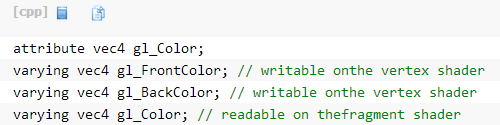 [cpp]
attribute vec4 gl_Color;
varying vec4 gl_FrontColor; // writable onthe vertex shader
varying vec4 gl_BackColor; // writable onthe vertex shader
varying vec4 gl_Color; // readable on thefragment shader